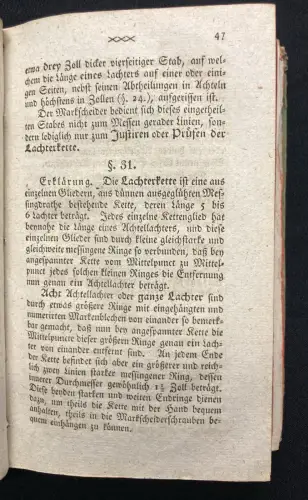 47
etwa drey Zoll dicker vierseitiger Stab, auf wel-
chem die Länge eines Lachters auf einer oder eini-
gen Seiten, nebst seinen Abtheilungen in Achteln
und höchstens in Zollen (§. 24.), aufgerissen ist.
Der Markscheider bedient sich dieses eingetheil-
ten Stabes nicht zum Messen gerader Linien, son-
dern lediglich nur zum Justiren oder Prüfen der
Lachterkette.
§. 31.
Erklärung. Die Lachterkette ist eine aus
einzelnen Gliedern, aus dünnen ausgeglühten Mes-
singdrathe bestehende Kette, deren Länge 5 bis
6 Lachter beträgt. Jedes einzelne Kettenglied hat
bennahe die länge eines Achtellachters, und diese
einzelnen Glieder sind durch kleine gleichstarke und
gleichweite messingene Ringe so verbunden, daß ben
angespannter Kette vom Mittelpunct zu Mittel-
punct jedes solchen kleinen Ringes die Entfernung
nun genau ein Achtellachter beträgt.
Acht Achtellachter oder ganze Lachter sind
durch etwas größere Ringe mit eingehängten und
numerirten Markenblechen von einander so bemerk-
bar gemacht, daß nun bey angespannter Kette die
Mittelpuncte dieser größern Ringe genau ein Lach-
ter von einander entfernt sind. An jedem Ende
der Kette befindet sich aber ein größerer und reich-
lich zwey Linien starker messingener Ring, dessen
innerer Durchmesser gewöhnlich 1½ Zoll beträgt.
Diese beyden starken und weiten Endringe dienen
dazu, um theils die Kette mit der Hand bequem
anhalten, theils in die Markscheiderschrauben be-
quem einhängen zu können.